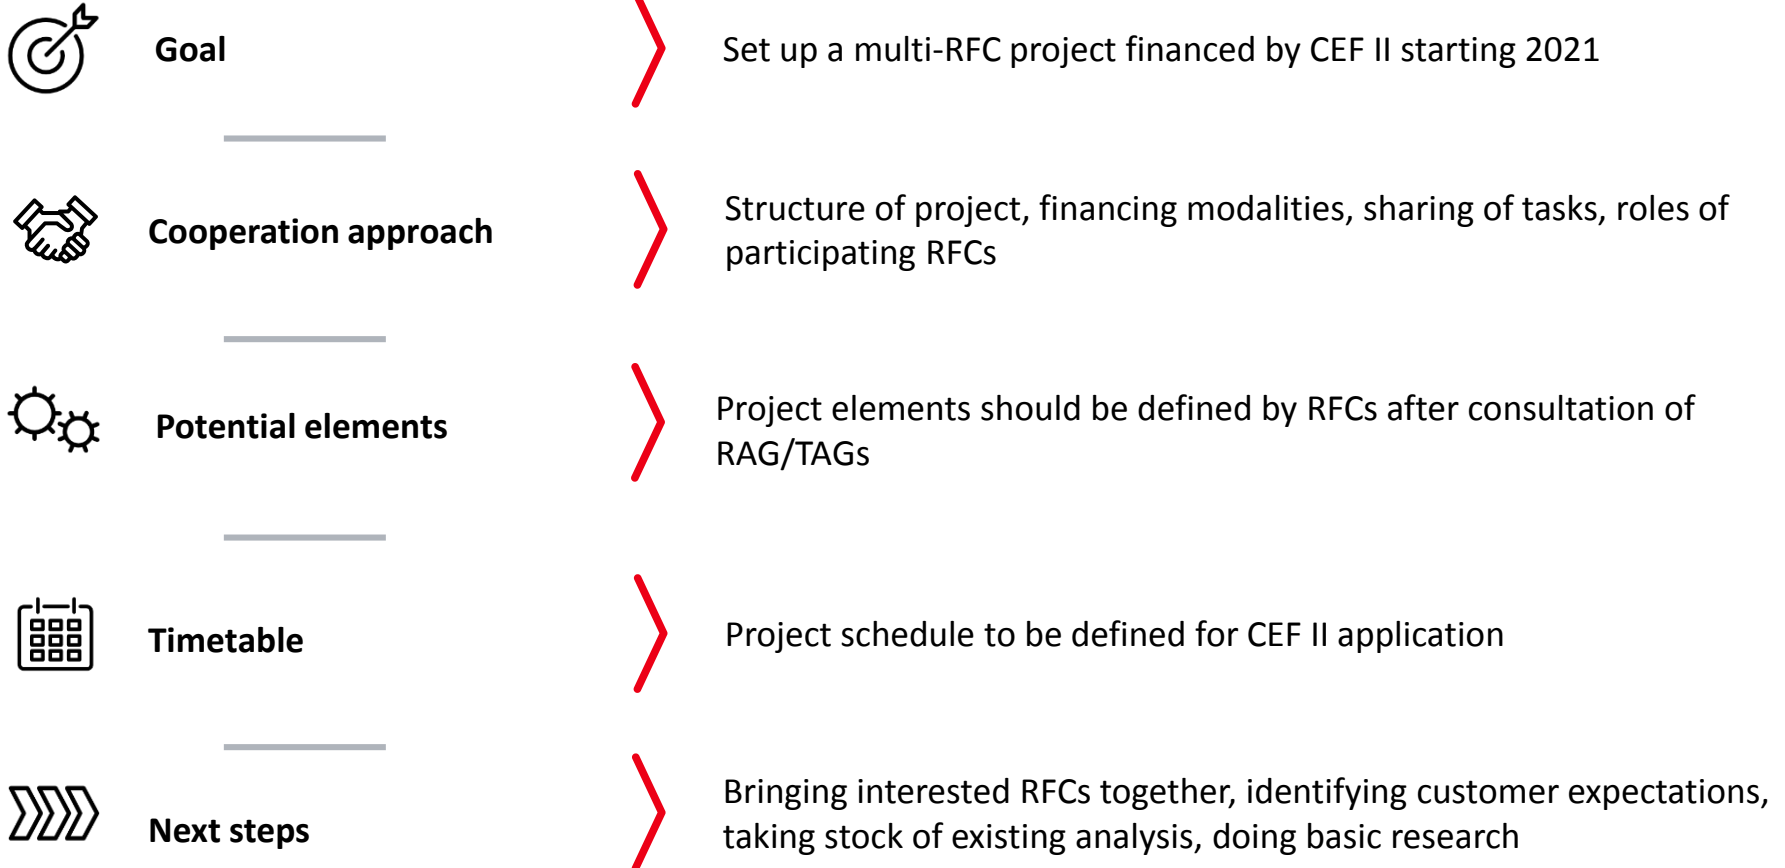 Goal
Set up a multi-RFC project financed by CEF II starting 2021
Cooperation approach
Structure of project, financing modalities, sharing of tasks, roles of
participating RFCs
Potential elements
Project elements should be defined by RFCs after consultation of
RAG/TAGs
Timetable
Project schedule to be defined for CEF II application
Next steps
Bringing interested RFCs together, identifying customer expectations,
taking stock of existing analysis, doing basic research